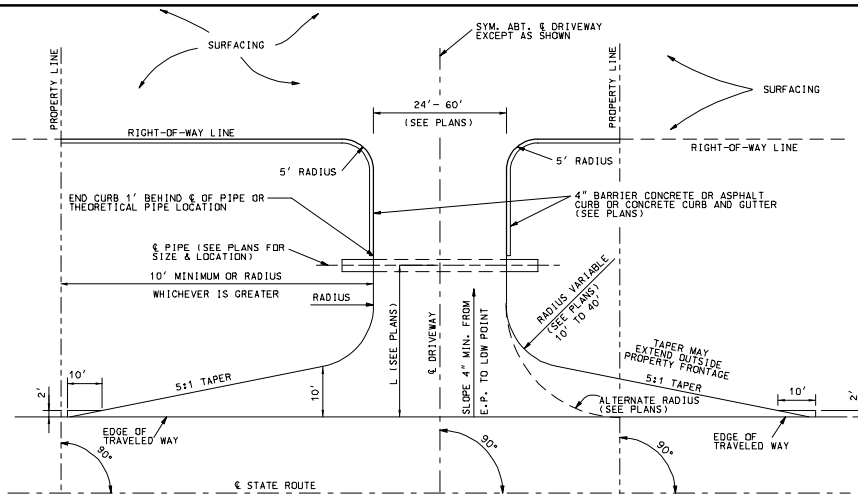 SYM. ABT. ℄ DRIVEWAY
EXCEPT AS SHOWN
SURFACING
PROPERTY LINE
PROPERTY LINE
SURFACING
24'- 60'
(SEE PLANS)
RIGHT-OF-WAY LINE
RIGHT-OF-WAY LINE
5' RADIUS
5' RADIUS
END CURB 1' BEHIND ℄ OF PIPE OR
THEORETICAL PIPE LOCATION
4" BARRIER CONCRETE OR ASPHALT
CURB OR CONCRETE CURB AND GUTTER
(SEE PLANS)
℄ PIPE (SEE PLANS FOR
SIZE & LOCATION)
10' MINIMUM OR RADIUS
WHICHEVER IS GREATER
RADIUS
L (SEE PLANS)
℄ DRIVEWAY
SLOPE 4" MIN. FROM
E.P. TO LOW POINT
RADIUS VARIABLE
(SEE PLANS)
10' TO 40'
TAPER MAY
EXTEND OUTSIDE
PROPERTY FRONTAGE
5:1 TAPER
10'
2'
5:1 TAPER
10'
ALTERNATE RADIUS
(SEE PLANS)
10'
2'
EDGE OF
TRAVELED WAY
EDGE OF
TRAVELED WAY
90°
90°
90°
℄ STATE ROUTE